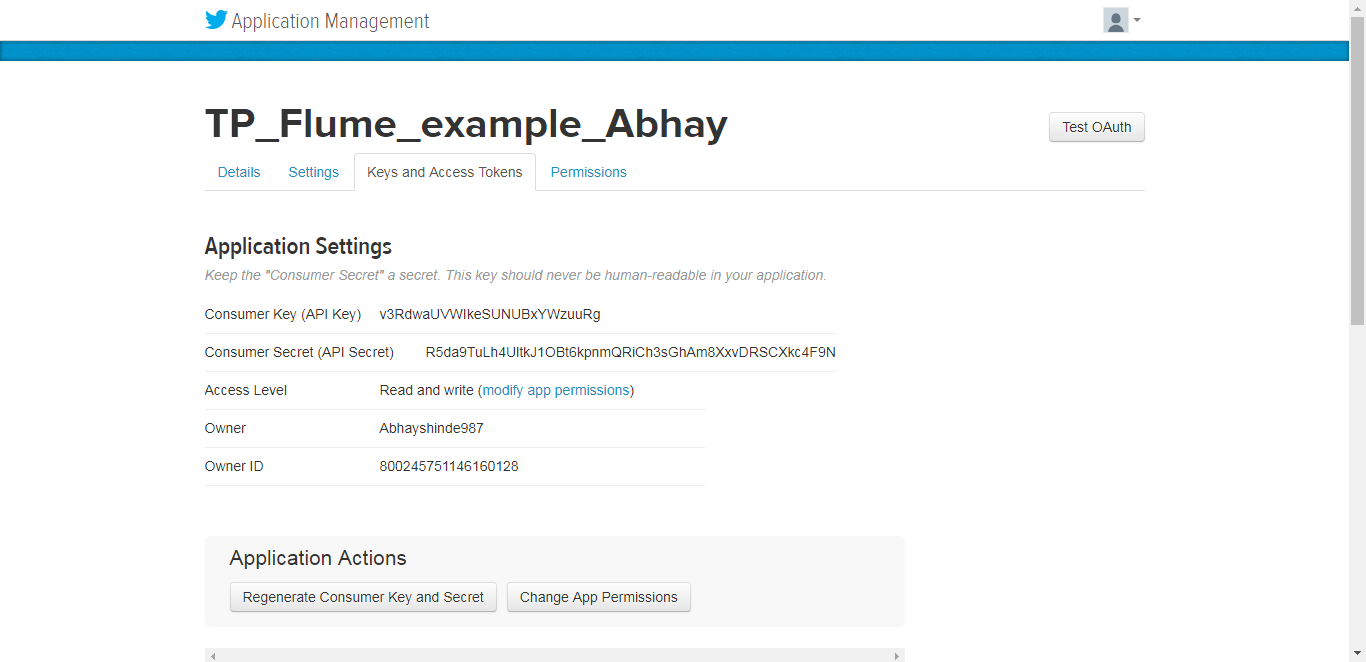 Application Management
TP_Flume_example_Abhay
Test OAuth
Details Settings Keys and Access Tokens Permissions
Application Settings
Keep the "Consumer Secret" a secret. This key should never be human-readable in your application.
Consumer Key (API Key) v3RdwaUVWIkeSUNUBxYWzuuRg
Consumer Secret (API Secret) R5da9TuLh4UItkJ1OBt6kpnmQRiCh3sGhAm8XxvDRSCXkc4F9N
Access Level Read and write (modify app permissions)
Owner Abhayshinde987
Owner ID 800245751146160128
Application Actions
Regenerate Consumer Key and Secret Change App Permissions